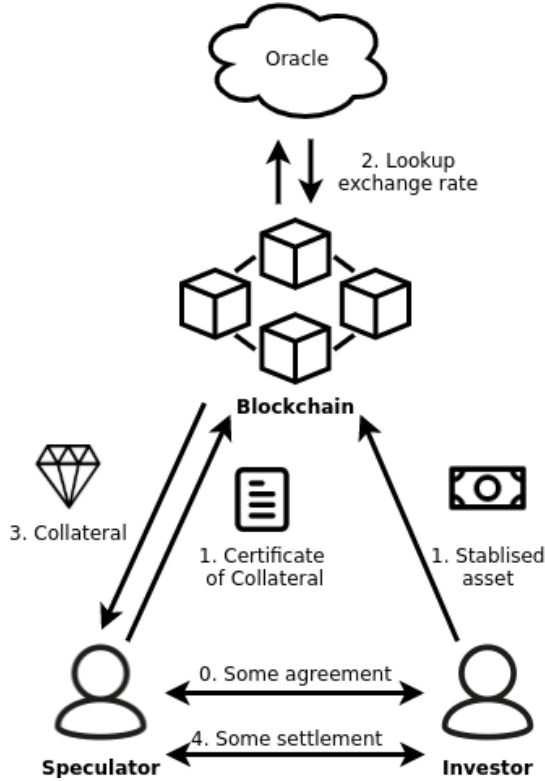 Oracle
2. Lookup
exchange rate
Blockchain
3. Collateral
1. Certificate
of Collateral
1. Stablised
asset
0. Some agreement
4. Some settlement
Speculator
Investor